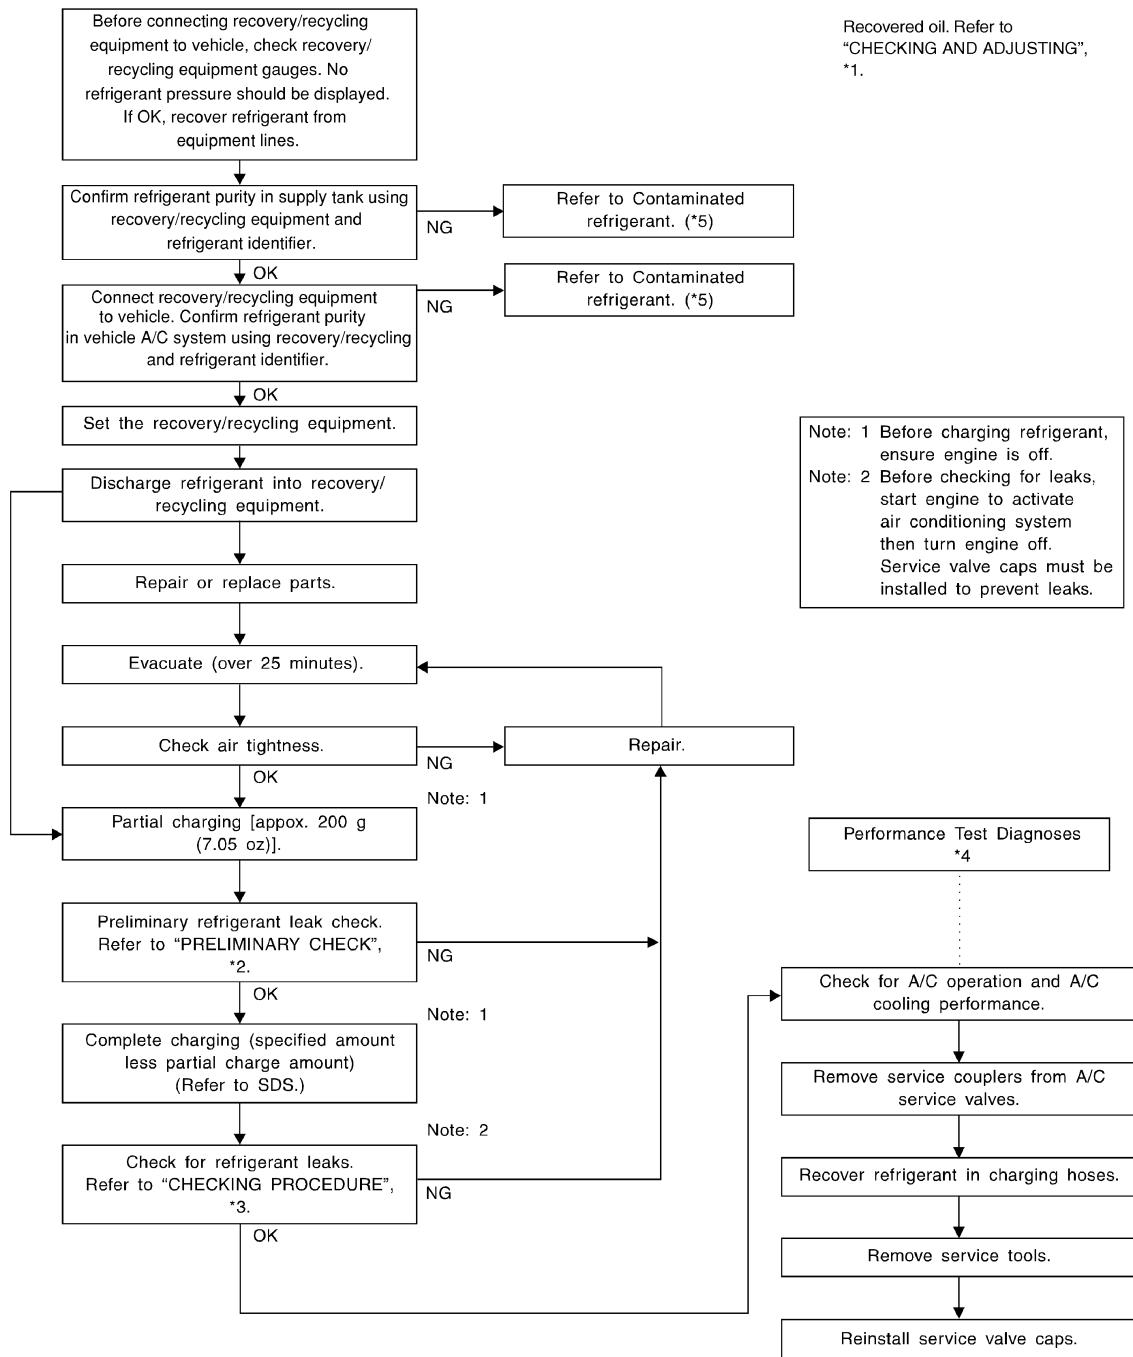 Before connecting recovery/recycling
equipment to vehicle, check recovery/
recycling equipment gauges. No
refrigerant pressure should be displayed.
If OK, recover refrigerant from
equipment lines.
Recovered oil. Refer to
“CHECKING AND ADJUSTING”,
*1.
Confirm refrigerant purity in supply tank using
recovery/recycling equipment and
refrigerant identifier.
NG
Refer to Contaminated
refrigerant. (*5)
OK
Connect recovery/recycling equipment
to vehicle. Confirm refrigerant purity
in vehicle A/C system using recovery/recycling
and refrigerant identifier.
NG
Refer to Contaminated
refrigerant. (*5)
OK
Set the recovery/recycling equipment.
Discharge refrigerant into recovery/
recycling equipment.
Note: 1 Before charging refrigerant,
ensure engine is off.
Note: 2 Before checking for leaks,
start engine to activate
air conditioning system
then turn engine off.
Service valve caps must be
installed to prevent leaks.
Repair or replace parts.
Evacuate (over 25 minutes).
Check air tightness.
NG
Repair.
OK
Note: 1
Partial charging [appox. 200 g
(7.05 oz)].
Preliminary refrigerant leak check.
Refer to “PRELIMINARY CHECK”,
*2.
NG
OK
Note: 1
Complete charging (specified amount
less partial charge amount)
(Refer to SDS.)
Note: 2
Check for refrigerant leaks.
Refer to “CHECKING PROCEDURE”,
*3.
NG
OK
Performance Test Diagnoses
*4
Check for A/C operation and A/C
cooling performance.
Remove service couplers from A/C
service valves.
Recover refrigerant in charging hoses.
Remove service tools.
Reinstall service valve caps.